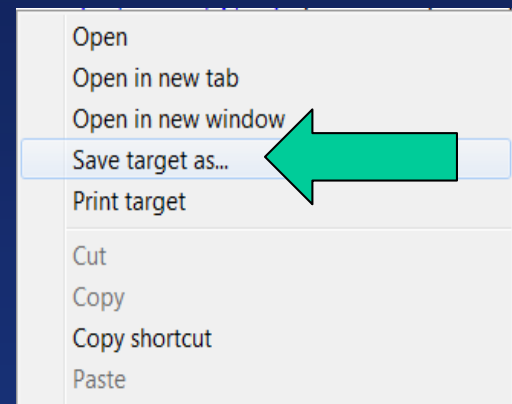 Open
Open in new tab
Open in new window
Save target as...
Print target
Cut
Copy
Copy shortcut
Paste